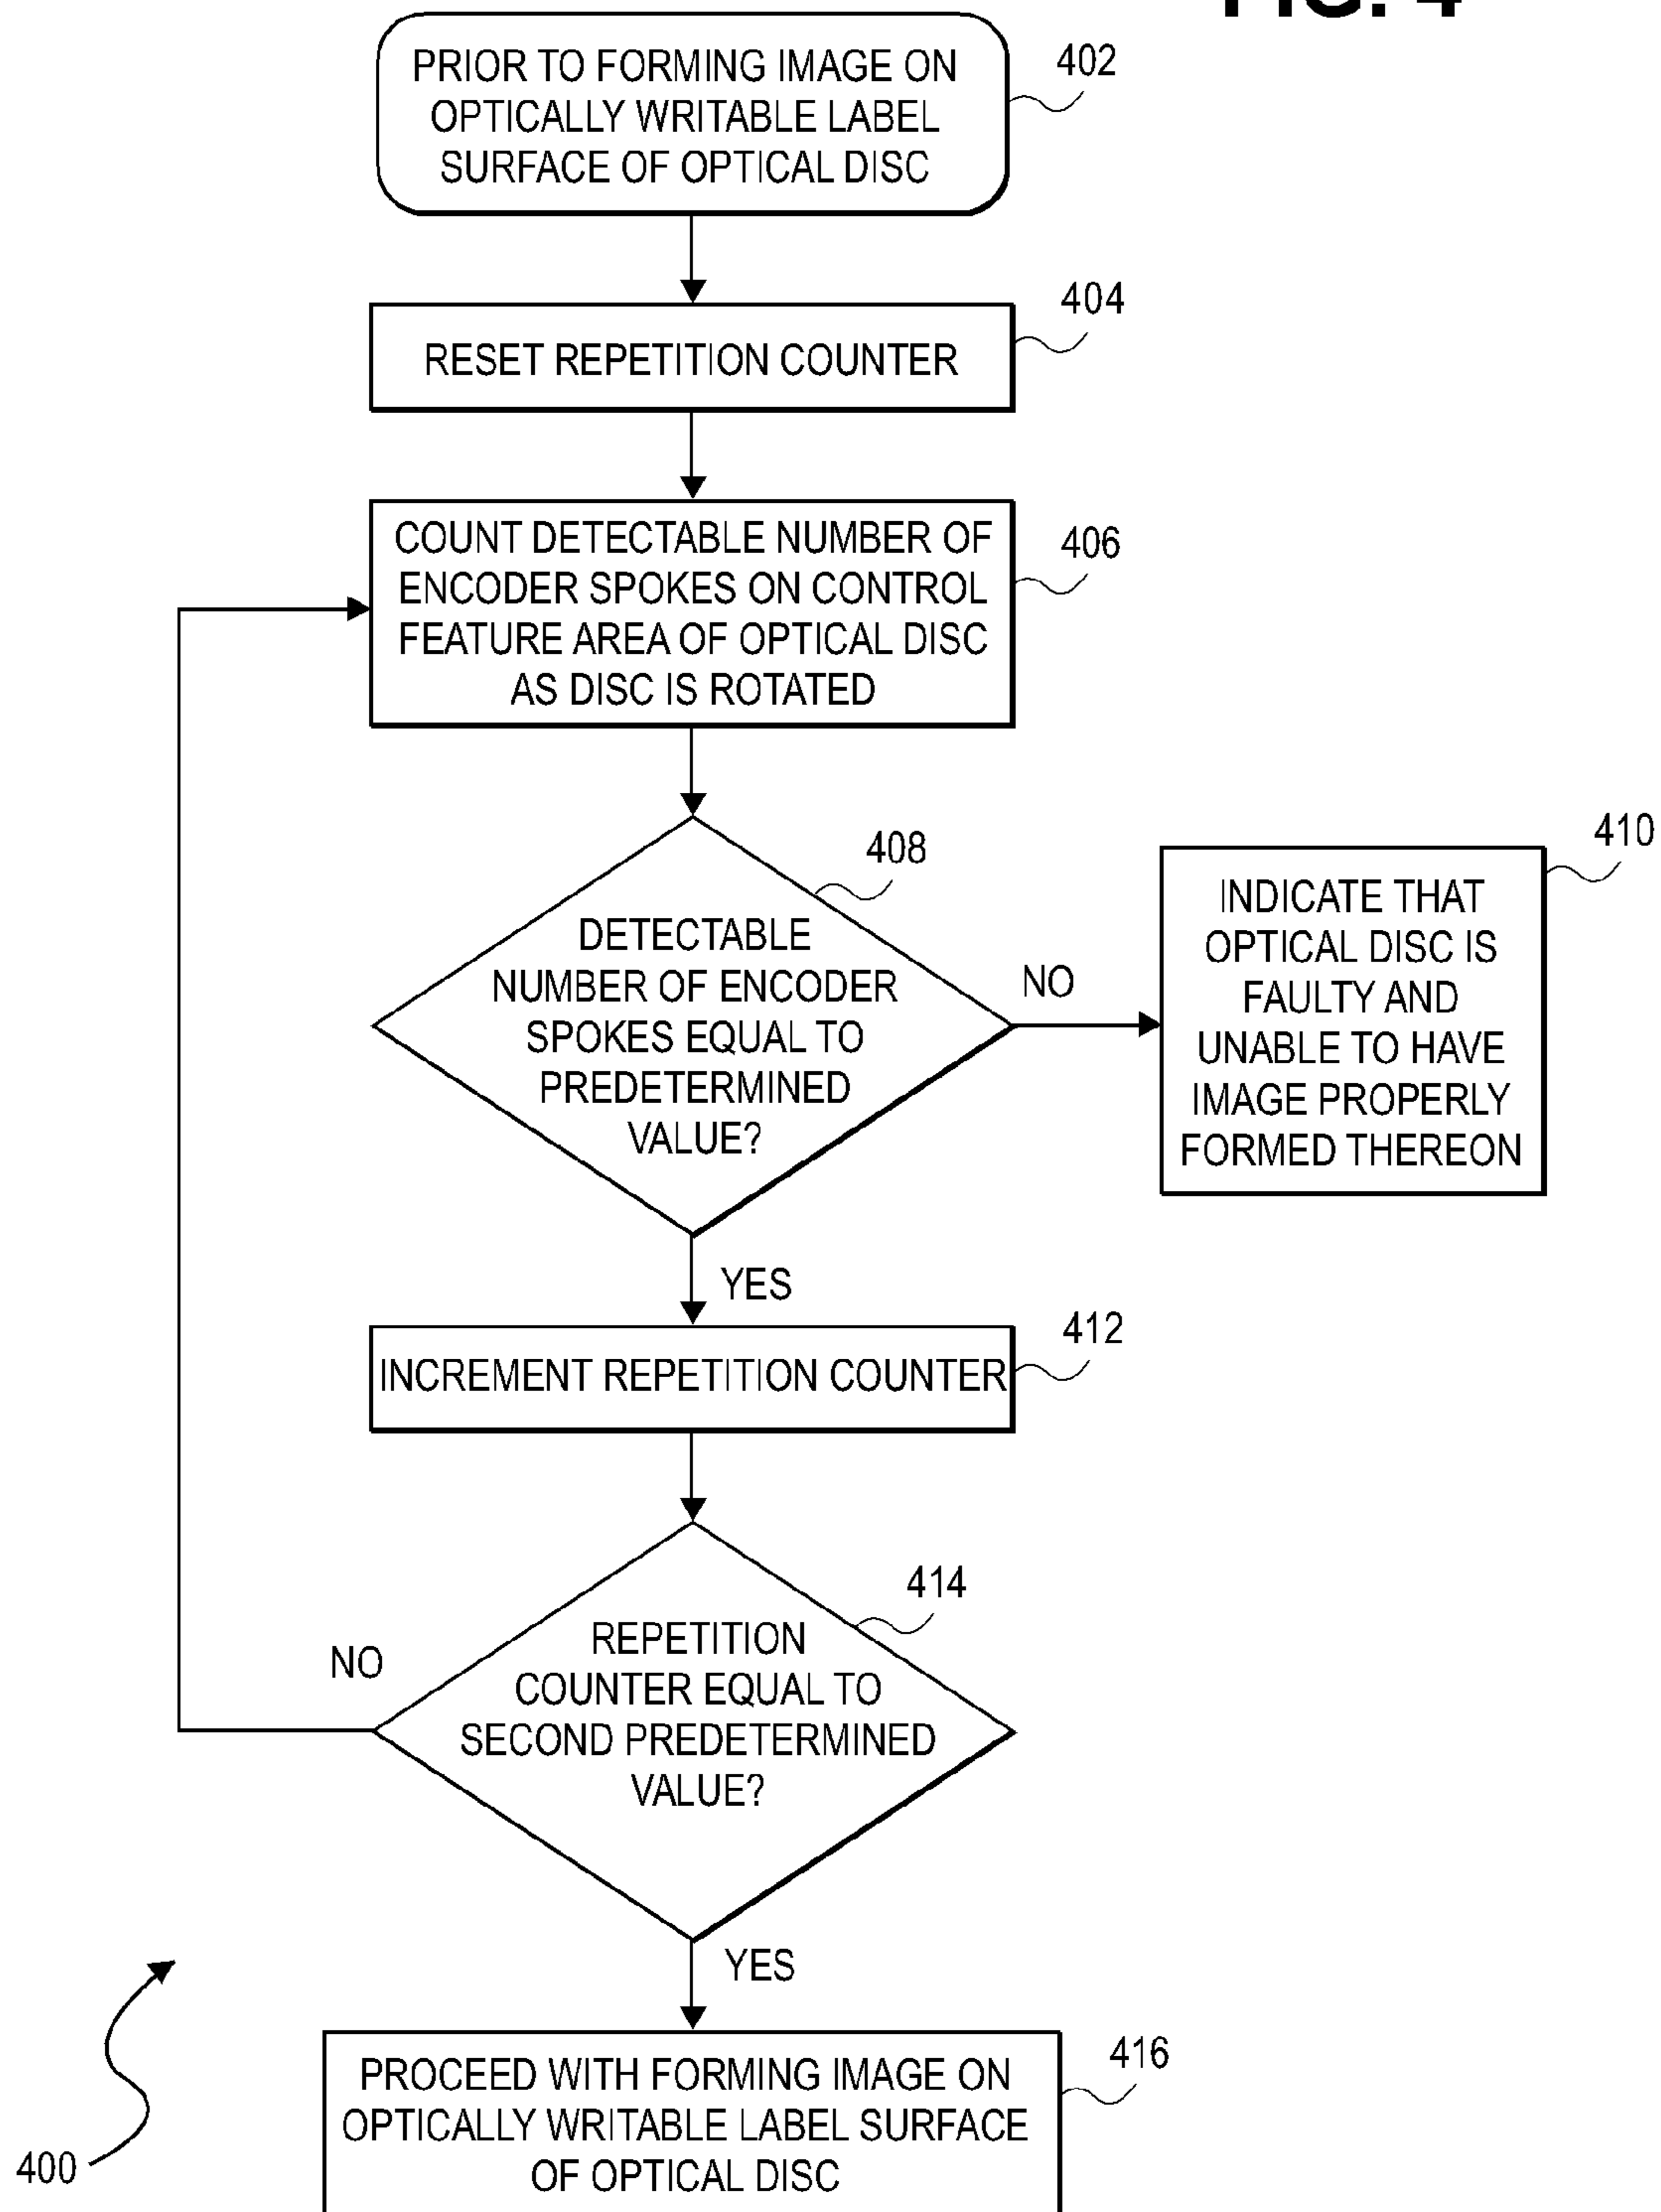 FIG. 4
PRIOR TO FORMING IMAGE ON
OPTICALLY WRITABLE LABEL
SURFACE OF OPTICAL DISC
402
RESET REPETITION COUNTER
404
COUNT DETECTABLE NUMBER OF
ENCODER SPOKES ON CONTROL
FEATURE AREA OF OPTICAL DISC
AS DISC IS ROTATED
406
DETECTABLE
NUMBER OF ENCODER
SPOKES EQUAL TO
PREDETERMINED
VALUE?
408
NO
INDICATE THAT
OPTICAL DISC IS
FAULTY AND
UNABLE TO HAVE
IMAGE PROPERLY
FORMED THEREON
410
YES
INCREMENT REPETITION COUNTER
412
REPETITION
COUNTER EQUAL TO
SECOND PREDETERMINED
VALUE?
414
NO
YES
PROCEED WITH FORMING IMAGE ON
OPTICALLY WRITABLE LABEL SURFACE
OF OPTICAL DISC
416
400